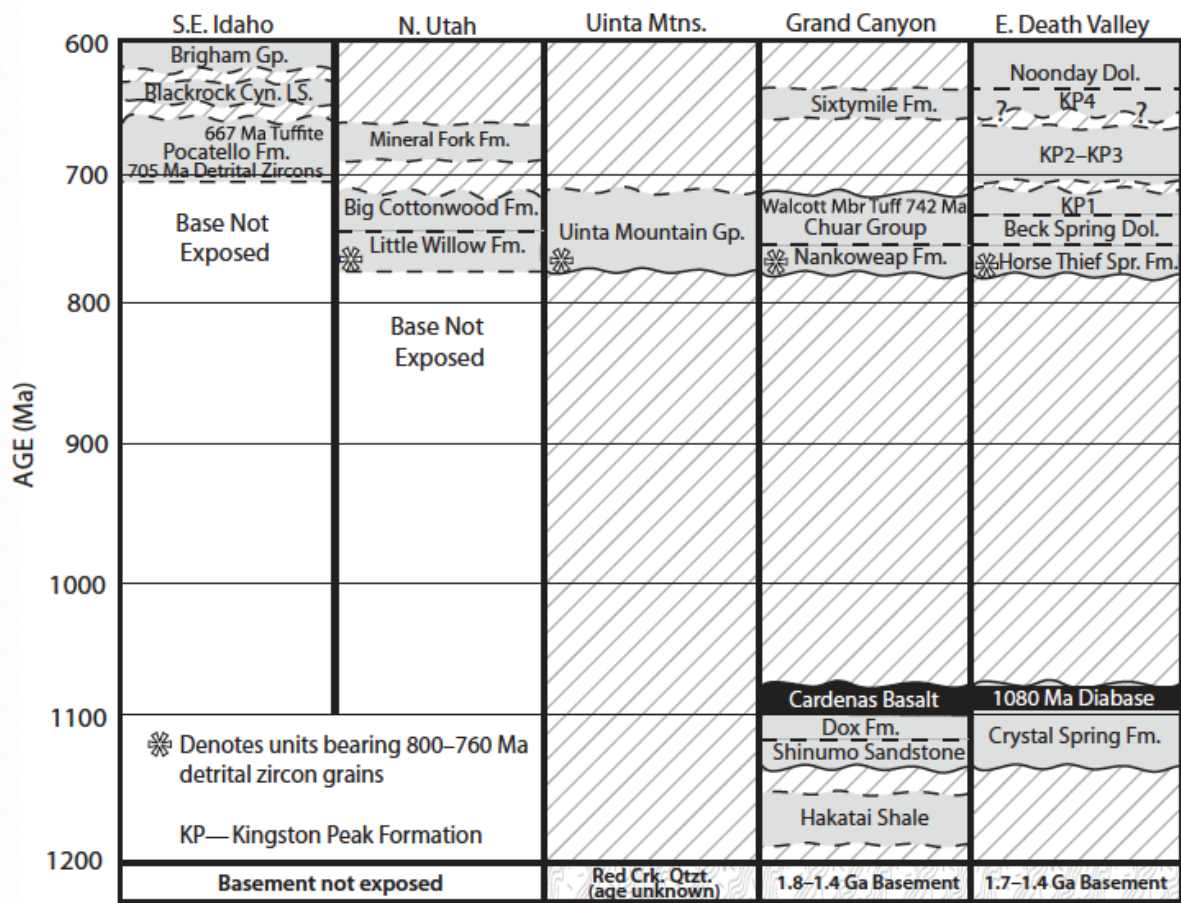 S.E. Idaho
N. Utah
Uinta Mtns.
Grand Canyon
E. Death Valley
AGE (Ma)
600
700
800
900
1000
1100
1200
Brigham Gp.
Blackrock Cyn. LS.
667 Ma Tuffite
Pocatello Fm.
705 Ma Detrital Zircons
Base Not
Exposed
Mineral Fork Fm.
Big Cottonwood Fm.
Little Willow Fm.
Base Not
Exposed
Uinta Mountain Gp.
Sixtymile Fm.
Walcott Mbr Tuff 742 Ma
Chuar Group
Nankoweap Fm.
Cardenas Basalt
Dox Fm.
Shinumo Sandstone
Hakatai Shale
Noonday Dol.
KP4
? ?
KP2–KP3
KP1
Beck Spring Dol.
Horse Thief Spr. Fm.
1080 Ma Diabase
Crystal Spring Fm.
Denotes units bearing 800–760 Ma
detrital zircon grains
KP—Kingston Peak Formation
Basement not exposed
Red Crk. Qtzt.
(age unknown)
1.8–1.4 Ga Basement
1.7–1.4 Ga Basement